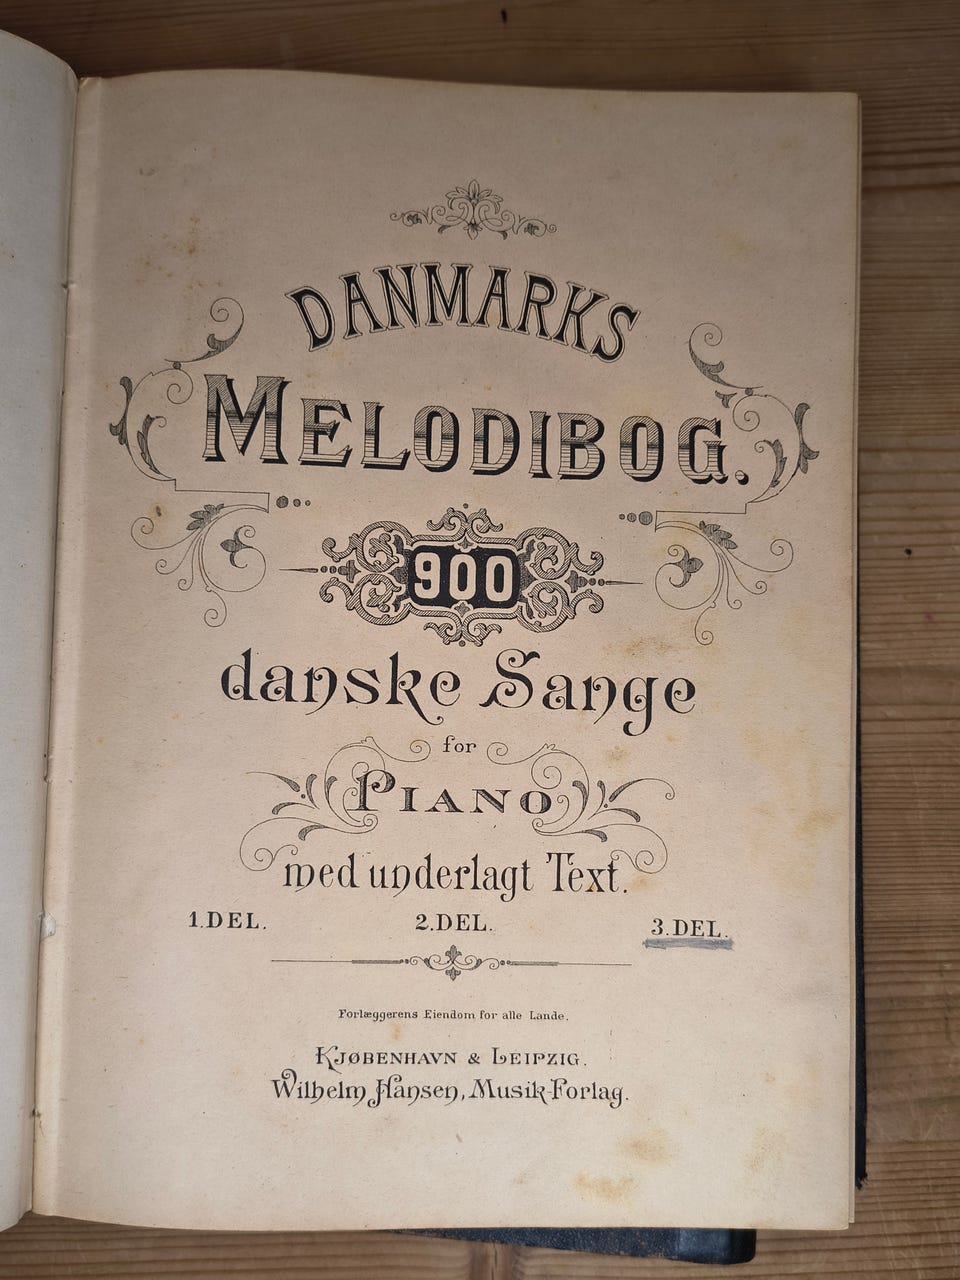 DANMARKS
MELODIBOG.
900
danske Sange
for
PIANO
med underlagt Text.
1. DEL. 2. DEL. 3. DEL.
Forlæggerens Eiendom for alle Lande.
KJØBENHAVN & LEIPZIG.
Wilhelm Hansen, Musik-Forlag.